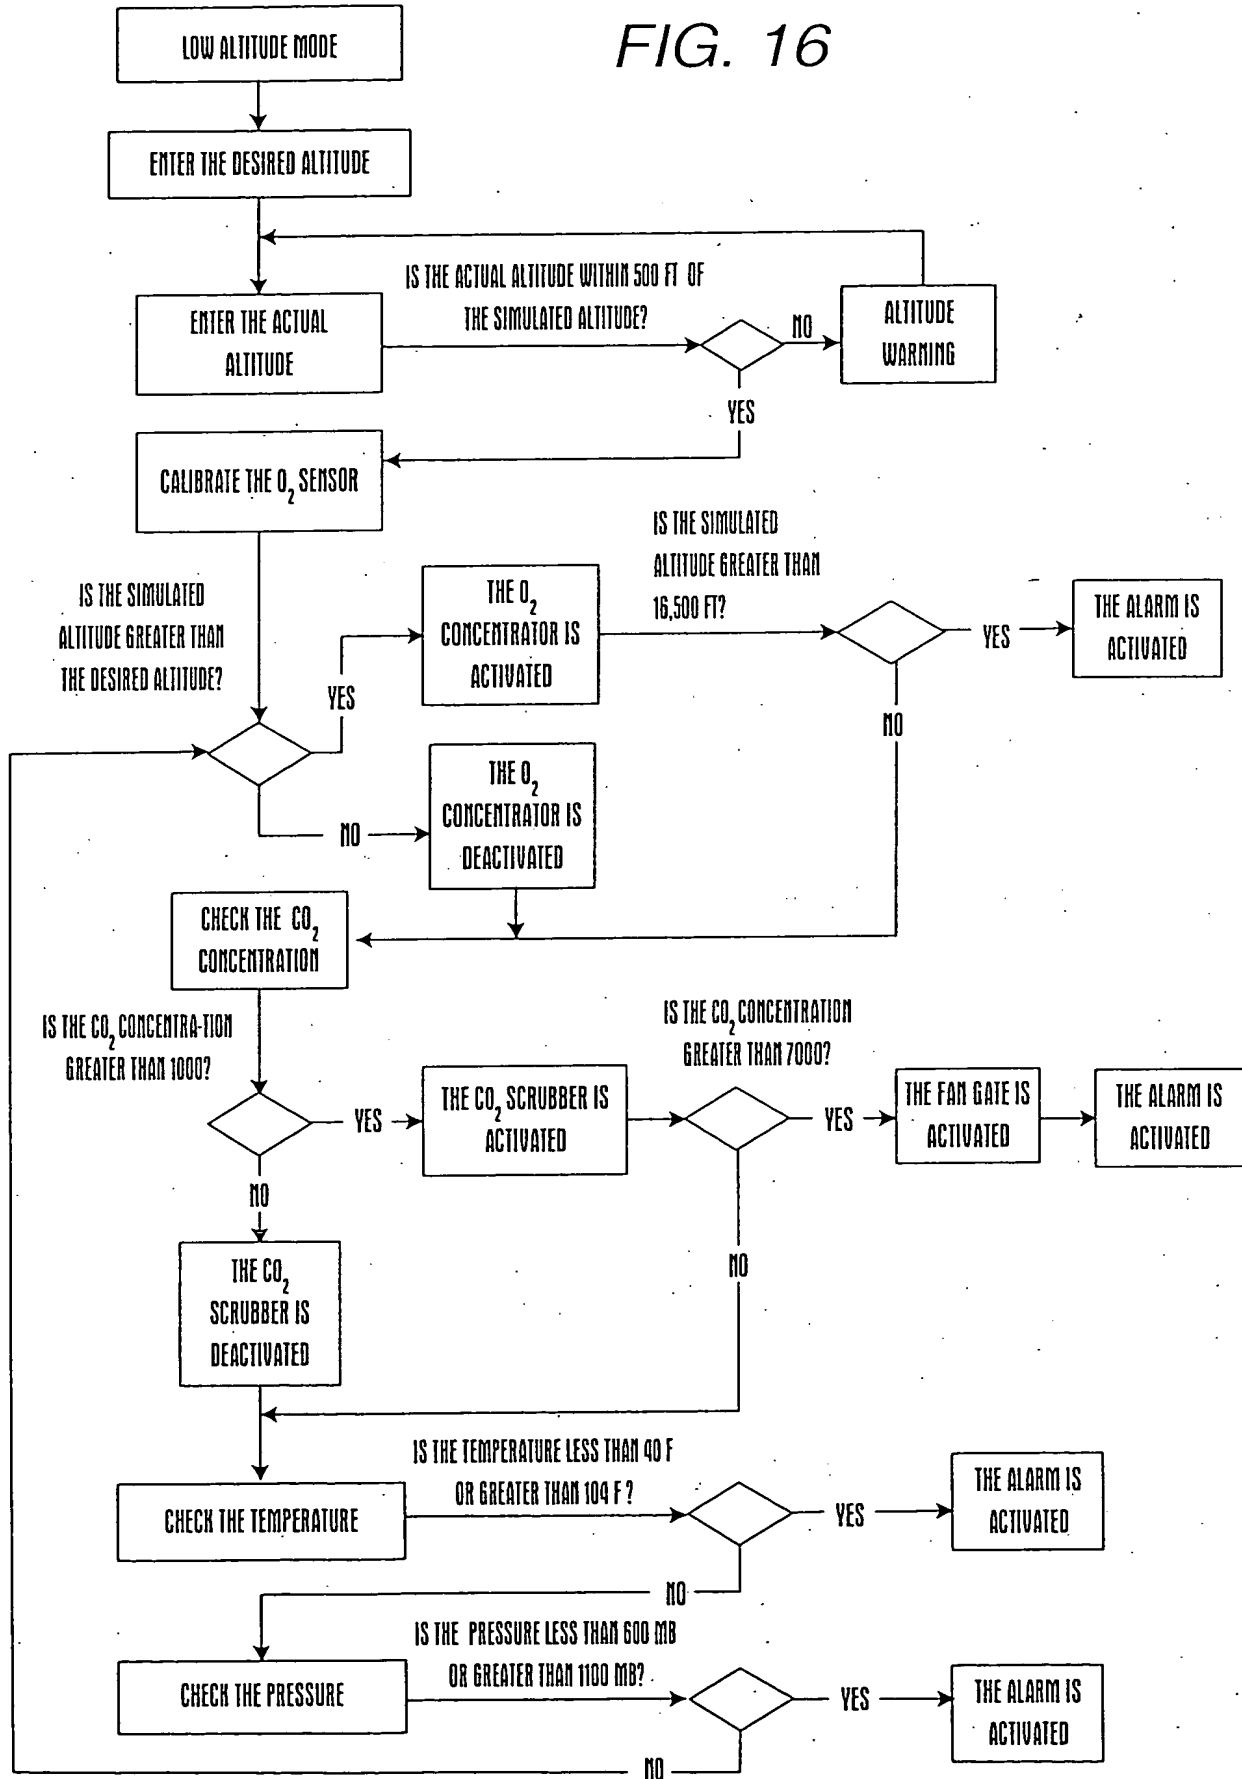 FIG. 16
LOW ALTITUDE MODE
ENTER THE DESIRED ALTITUDE
IS THE ACTUAL ALTITUDE WITHIN 500 FT OF
THE SIMULATED ALTITUDE?
ENTER THE ACTUAL
ALTITUDE
NO
ALTITUDE
WARNING
YES
CALIBRATE THE O₂ SENSOR
IS THE SIMULATED
ALTITUDE GREATER THAN
THE DESIRED ALTITUDE?
YES
THE O₂
CONCENTRATOR IS
ACTIVATED
IS THE SIMULATED
ALTITUDE GREATER THAN
16,500 FT?
YES
THE ALARM IS
ACTIVATED
NO
NO
THE O₂
CONCENTRATOR IS
DEACTIVATED
CHECK THE CO₂
CONCENTRATION
IS THE CO₂ CONCENTRA-TION
GREATER THAN 1000?
YES
THE CO₂ SCRUBBER IS
ACTIVATED
IS THE CO₂ CONCENTRATION
GREATER THAN 7000?
YES
THE FAN GATE IS
ACTIVATED
THE ALARM IS
ACTIVATED
NO
NO
THE CO₂
SCRUBBER IS
DEACTIVATED
IS THE TEMPERATURE LESS THAN 40 F
OR GREATER THAN 104 F ?
CHECK THE TEMPERATURE
YES
THE ALARM IS
ACTIVATED
NO
IS THE PRESSURE LESS THAN 600 MB
OR GREATER THAN 1100 MB?
CHECK THE PRESSURE
YES
THE ALARM IS
ACTIVATED
NO